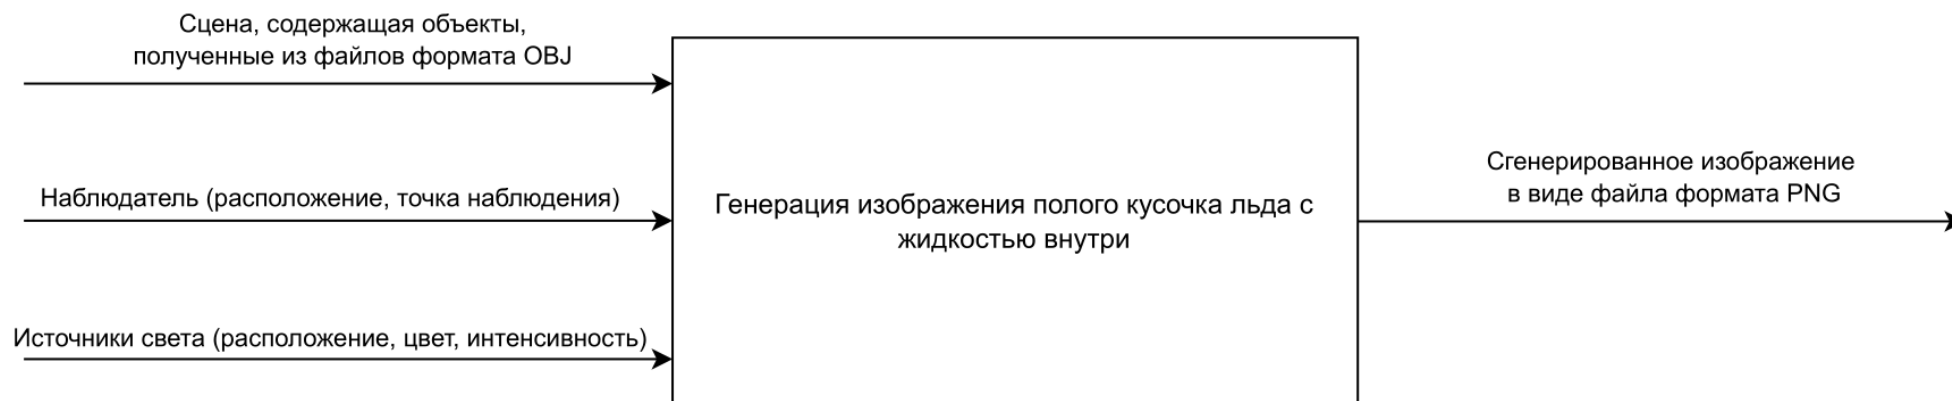 Сцена, содержащая объекты,
полученные из файлов формата OBJ
Наблюдатель (расположение, точка наблюдения)
Источники света (расположение, цвет, интенсивность)
Генерация изображения полого кусочка льда с
жидкостью внутри
Сгенерированное изображение
в виде файла формата PNG